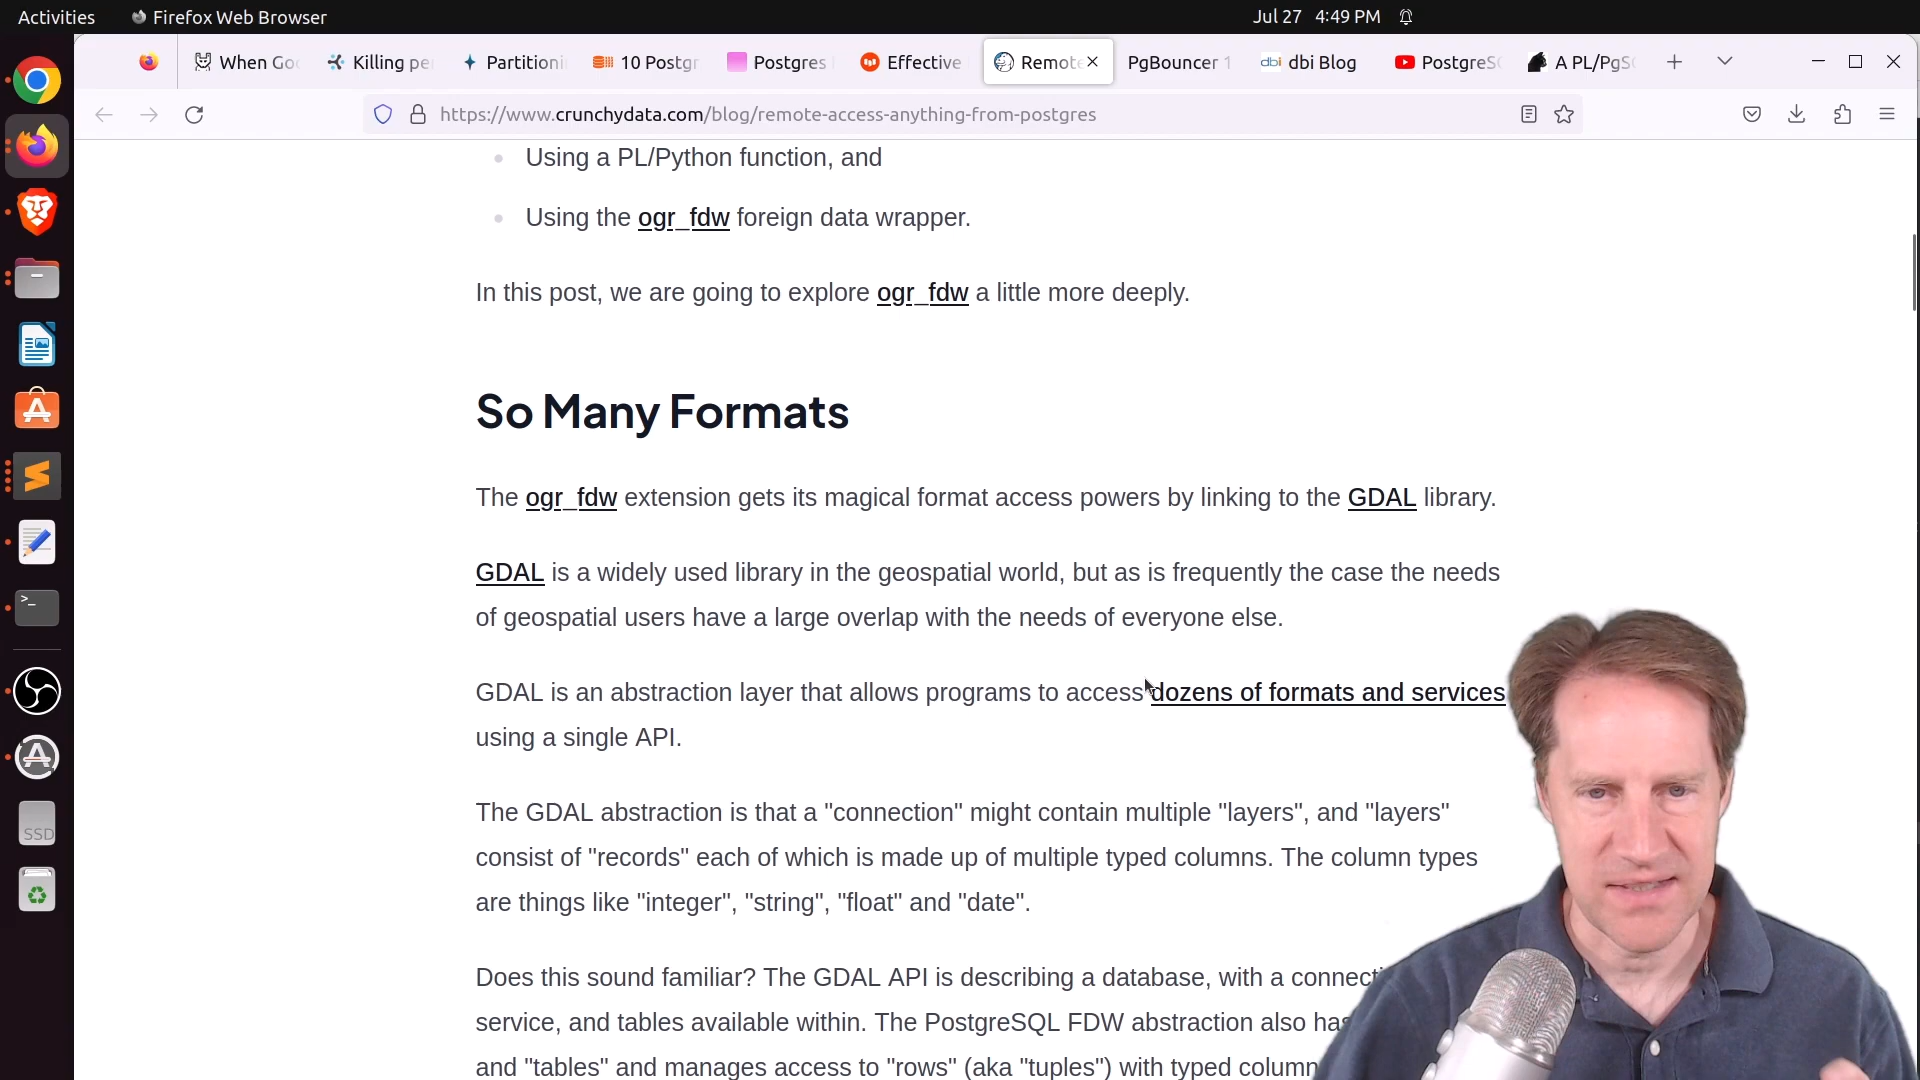 Activities
Firefox Web Browser
Jul 27 4:49 PM
When Goo
Killing per
Partitioni
10 Postgr
Postgres
Effective
Remote
PgBouncer 1
dbi Blog
PostgreSQ
A PL/PgSQ
https://www.crunchydata.com/blog/remote-access-anything-from-postgres
Using a PL/Python function, and
Using the ogr_fdw foreign data wrapper.
In this post, we are going to explore ogr_fdw a little more deeply.
So Many Formats
The ogr_fdw extension gets its magical format access powers by linking to the GDAL library.
GDAL is a widely used library in the geospatial world, but as is frequently the case the needs
of geospatial users have a large overlap with the needs of everyone else.
GDAL is an abstraction layer that allows programs to access dozens of formats and services
using a single API.
The GDAL abstraction is that a "connection" might contain multiple "layers", and "layers"
consist of "records" each of which is made up of multiple typed columns. The column types
are things like "integer", "string", "float" and "date".
Does this sound familiar? The GDAL API is describing a database, with a connecti
service, and tables available within. The PostgreSQL FDW abstraction also has
and "tables" and manages access to "rows" (aka "tuples") with typed column
SSD